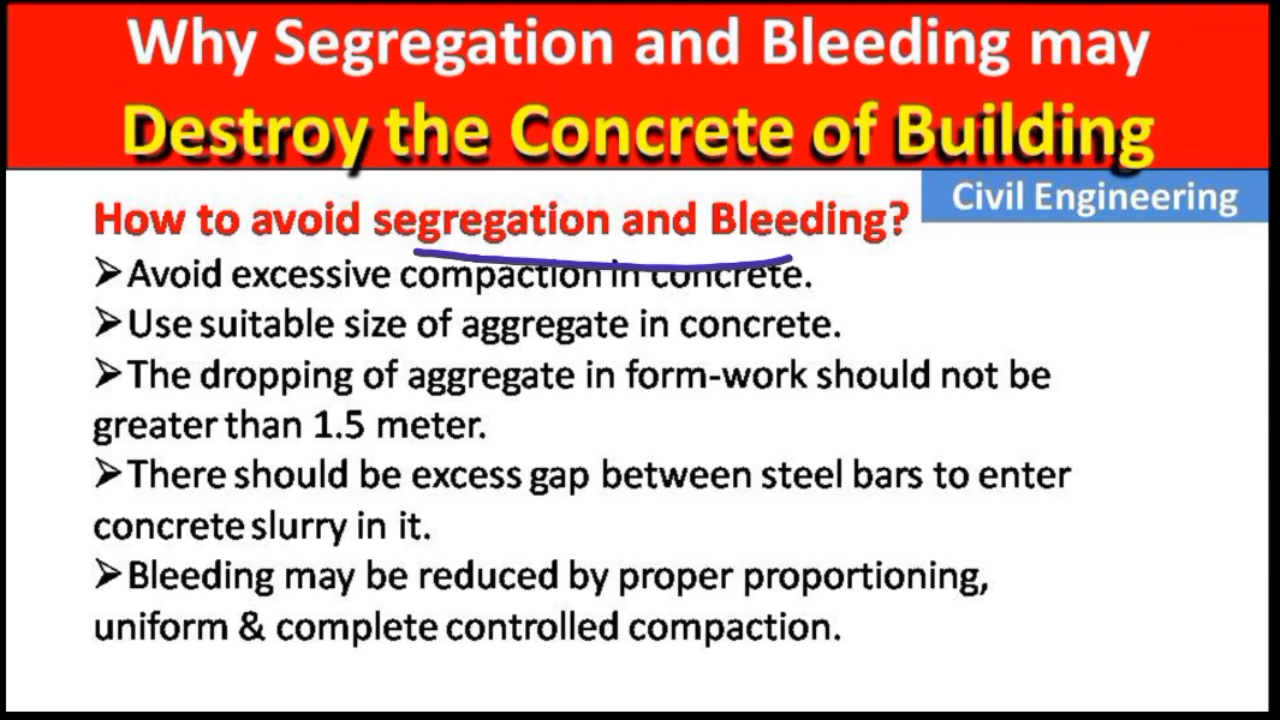 Why Segregation and Bleeding may
Destroy the Concrete of Building
Civil Engineering
How to avoid segregation and Bleeding?
➢Avoid excessive compaction in concrete.
➢Use suitable size of aggregate in concrete.
➢The dropping of aggregate in form-work should not be
greater than 1.5 meter.
➢There should be excess gap between steel bars to enter
concrete slurry in it.
➢Bleeding may be reduced by proper proportioning,
uniform & complete controlled compaction.